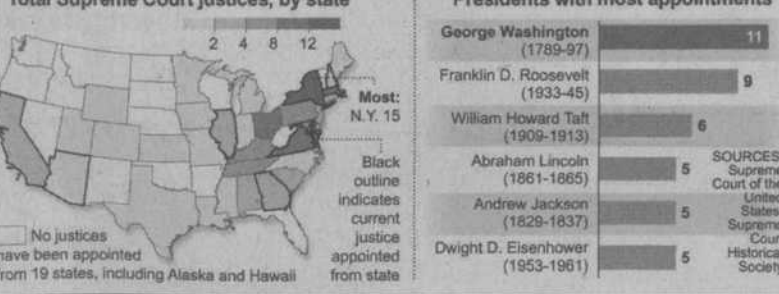 Total Supreme Court justices, by state
2 4 8 12
Most:
N.Y. 15
Black
outline
indicates
current
justice
appointed
from state
No justices
have been appointed
from 19 states, including Alaska and Hawaii
Presidents with most appointments
George Washington
(1789-97)
11
Franklin D. Roosevelt
(1933-45)
9
William Howard Taft
(1909-1913)
6
Abraham Lincoln
(1861-1865)
5
Andrew Jackson
(1829-1837)
5
Dwight D. Eisenhower
(1953-1961)
5
SOURCES:
Supreme
Court of the
United
States,
Supreme
Court
Historical
Society